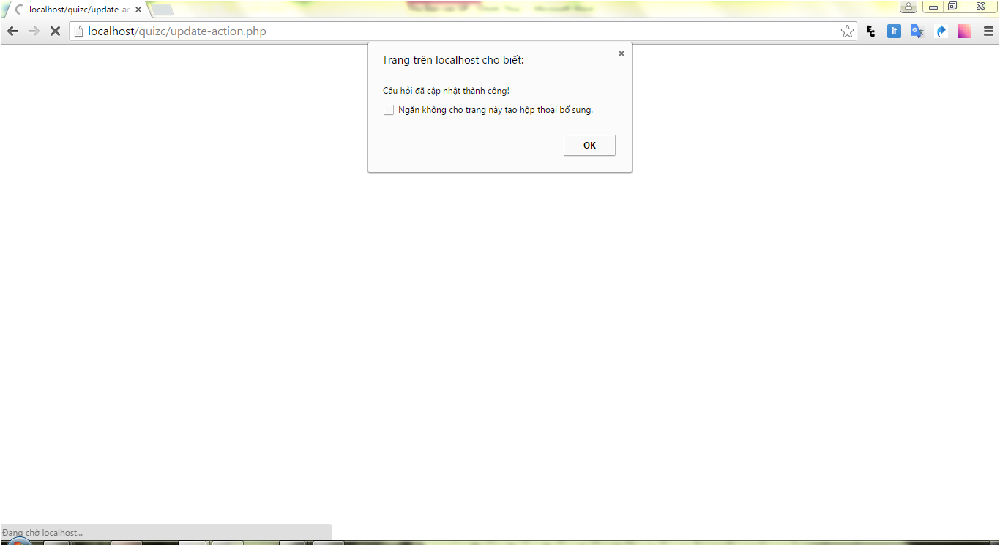 localhost/quizc/update-ac
localhost/quizc/update-action.php
Trang trên localhost cho biết:
Câu hỏi đã cập nhật thành công!
Ngăn không cho trang này tạo hộp thoại bổ sung.
OK
Đang chờ localhost...